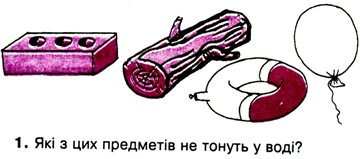 1. Які з цих предметів не тонуть у воді?